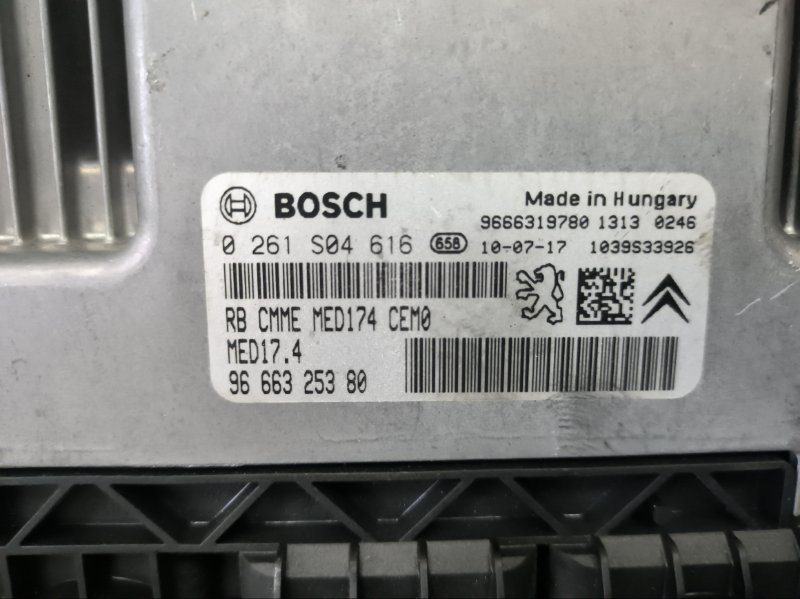 BOSCH
Made in Hungary
9666319780 1313 0246
0 261 S04 616 658 10-07-17 1039S33926
RB CMME MED174 CEM0
MED17.4
96 663 253 80